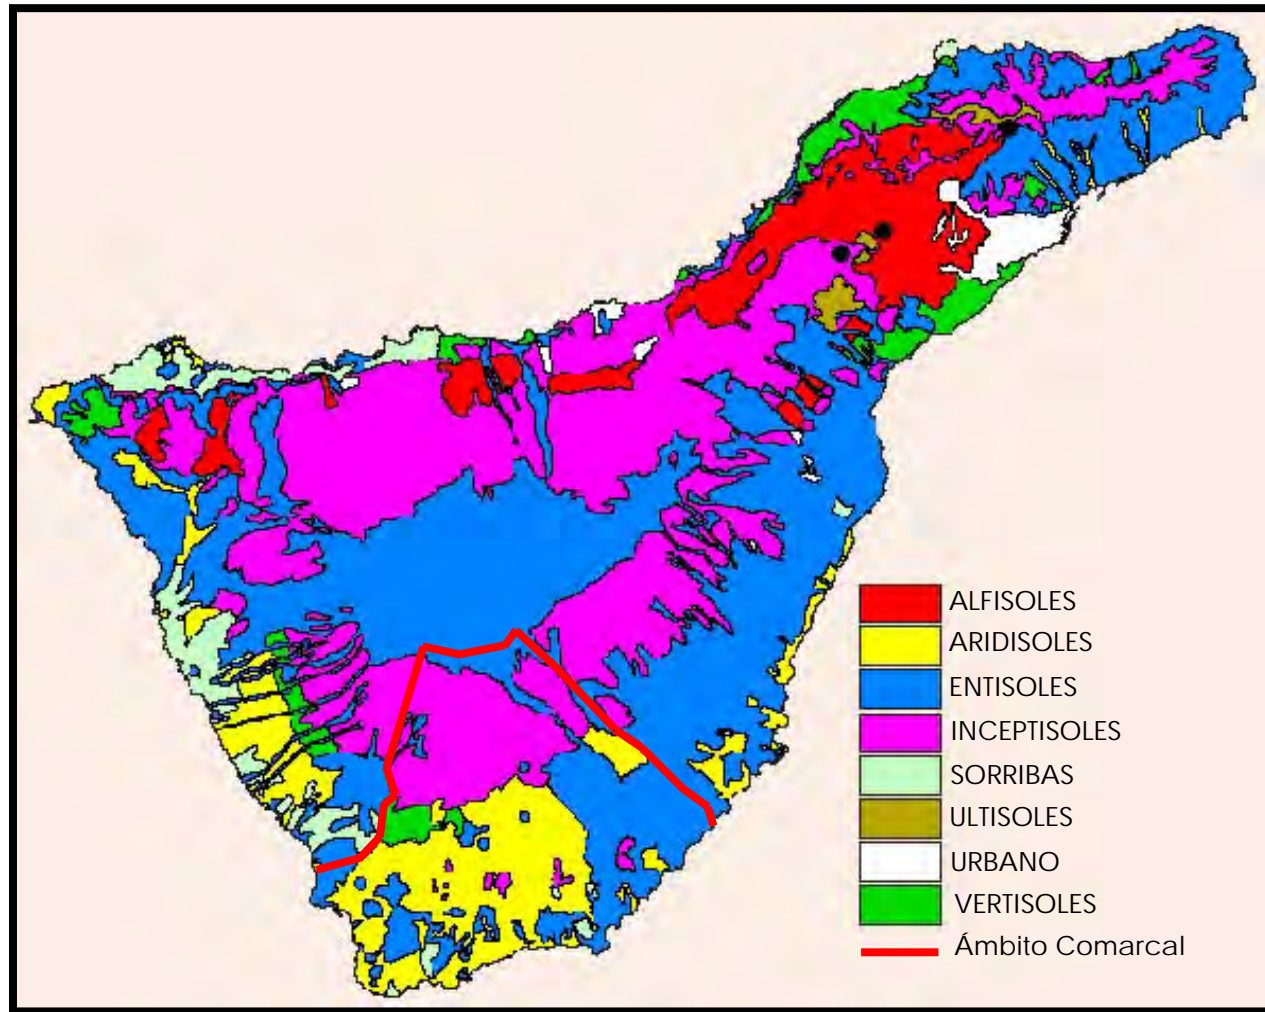 ALFISOLES
ARIDISOLES
ENTISOLES
INCEPTISOLES
SORRIBAS
ULTISOLES
URBANO
VERTISOLES
Ámbito Comarcal